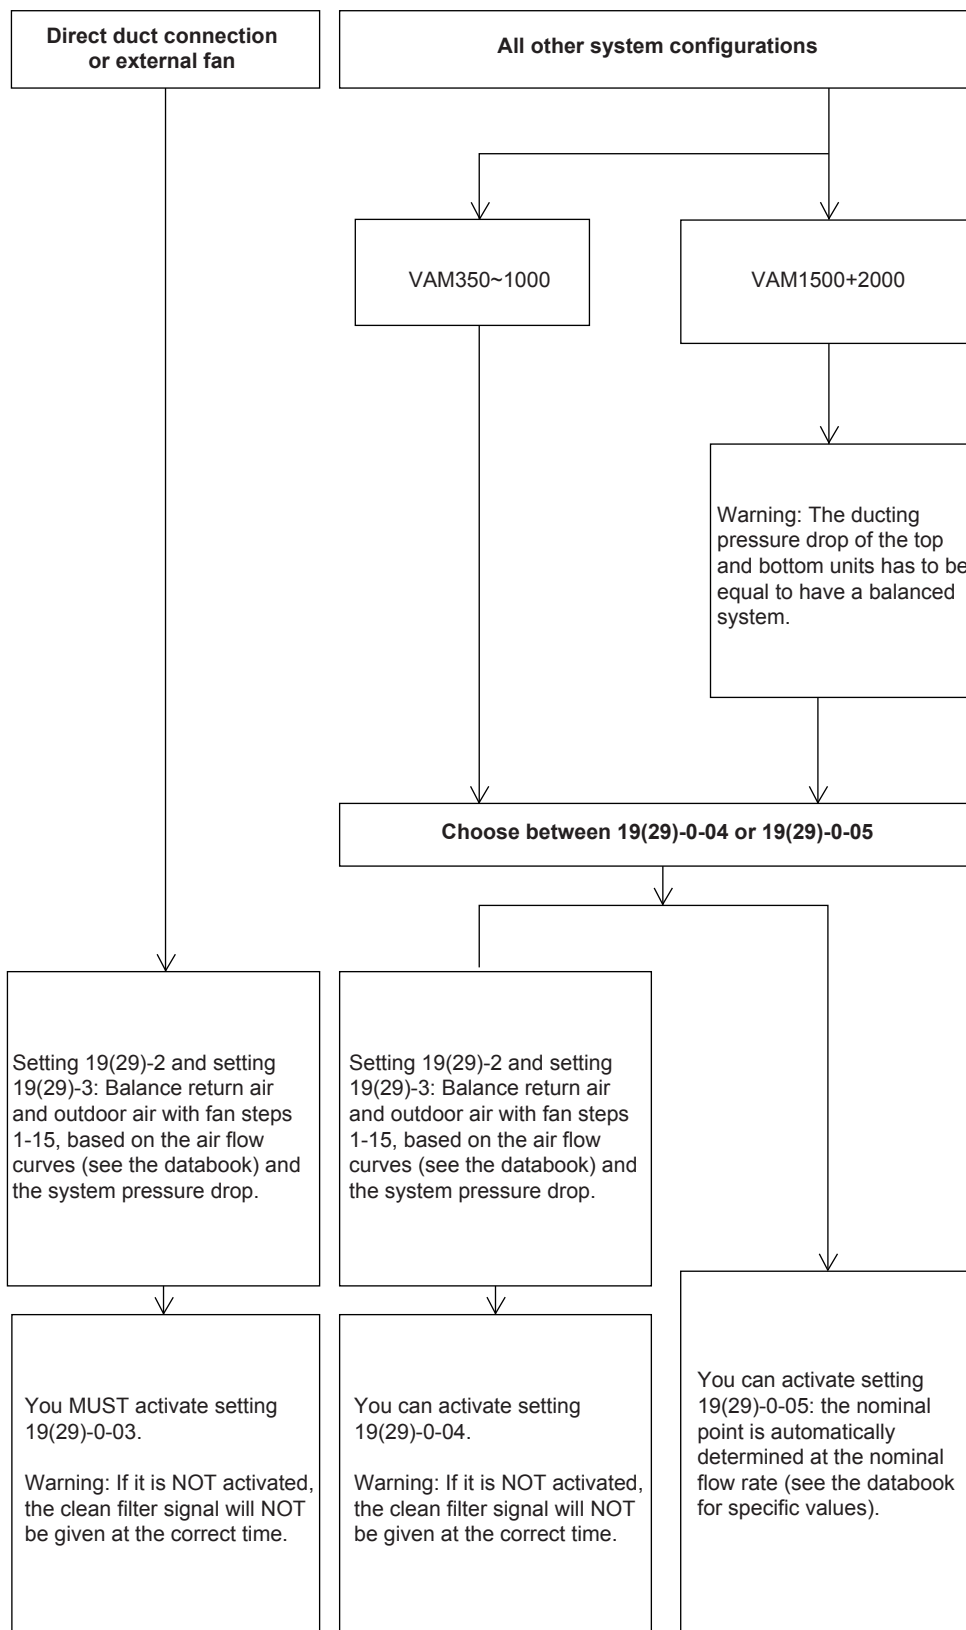 Direct duct connection
or external fan
All other system configurations
VAM350~1000
VAM1500+2000
Warning: The ducting
pressure drop of the top
and bottom units has to be
equal to have a balanced
system.
Choose between 19(29)-0-04 or 19(29)-0-05
Setting 19(29)-2 and setting
19(29)-3: Balance return air
and outdoor air with fan steps
1-15, based on the air flow
curves (see the databook) and
the system pressure drop.
Setting 19(29)-2 and setting
19(29)-3: Balance return air
and outdoor air with fan steps
1-15, based on the air flow
curves (see the databook) and
the system pressure drop.
You MUST activate setting
19(29)-0-03.
Warning: If it is NOT activated,
the clean filter signal will NOT
be given at the correct time.
You can activate setting
19(29)-0-04.
Warning: If it is NOT activated,
the clean filter signal will NOT
be given at the correct time.
You can activate setting
19(29)-0-05: the nominal
point is automatically
determined at the nominal
flow rate (see the databook
for specific values).